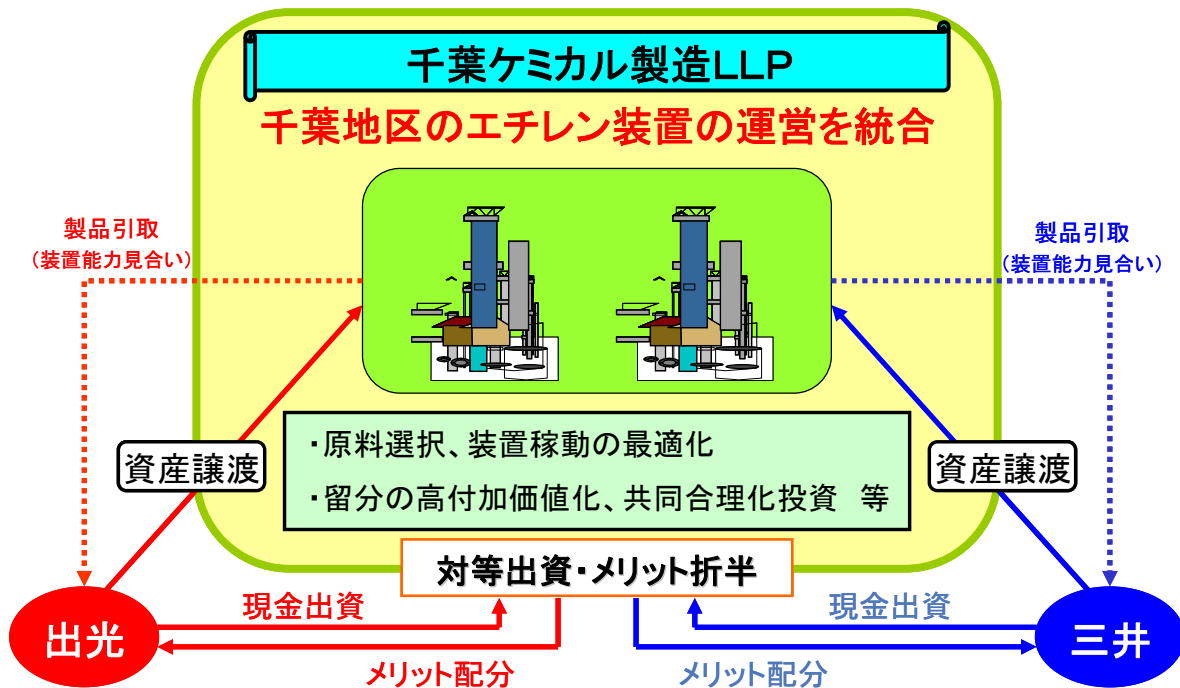 千葉ケミカル製造LLP
千葉地区のエチレン装置の運営を統合
製品引取
(装置能力見合い)
製品引取
(装置能力見合い)
・原料選択、装置稼動の最適化
・留分の高付加価値化、共同合理化投資 等
資産譲渡
資産譲渡
対等出資・メリット折半
現金出資
現金出資
出光
三井
メリット配分
メリット配分